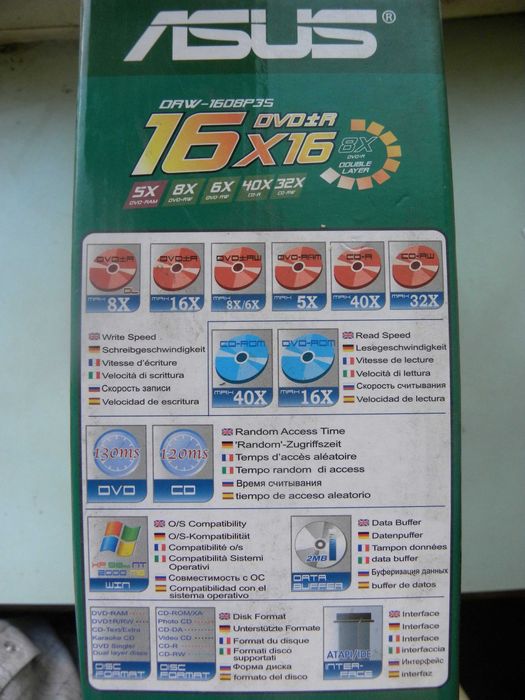 ASUS®
DRW-1608P3S
16X16 DVD±R
8X
DVD±R
DOUBLE
LAYER
5X 8X 6X 40X 32X
DVD-RAM DVD+RW DVD-RW CD-R CD-RW
DVD±R DVD±R DVD±RW DVD-RAM CD-R CD-RW
DL
MAX 8X MAX 16X MAX 8X/6X MAX 5X MAX 40X MAX 32X
Write Speed
Schreibgeschwindigkeit
Vitesse d'écriture
Velocità di scrittura
Скорость записи
Velocidad de escritura
CD-ROM DVD-ROM
MAX 40X MAX 16X
Read Speed
Lesegeschwindigkeit
Vitesse de lecture
Velocità di lettura
Скорость считывания
Velocidad de lectura
130ms 120ms
DVD CD
Random Access Time
'Random'-Zugriffszeit
Temps d'accès aléatoire
Tempo random di access
Время считывания
tiempo de acceso aleatorio
XP 98SE NT
2000 ME
WIN
O/S Compatibility
O/S-Kompatibilität
Compatibilité o/s
Compatibilità Sistemi
Operativi
Совместимость с ОС
Compatibilidad con el
sistema operativo
2MB
DATA
BUFFER
Data Buffer
Datenpuffer
Tampon données
data buffer
Буферизация данных
buffer de datos
DVD-RAM
DVD±R/RW
CD-Text/Extra
Karaoke CD
DVD Single/
Dual layer discs
DISC
FORMAT
CD-ROM/XA
Photo CD
CD-DA
Video CD
CD-R
CD-RW
DISC
FORMAT
Disk Format
Unterstützte Formate
Format du disque
Formati disco
supportati
Форма диска
formato del disco
ATAPI/IDE
INTER-
FACE
Interface
Interface
Interface
Interfaccia
Интерфейс
interfaz